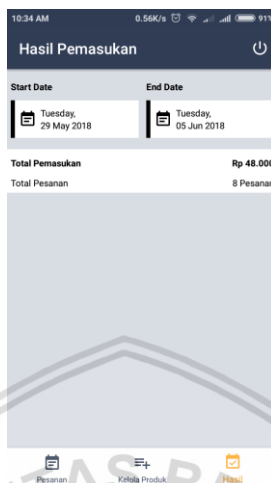 10:34 AM 0.56K/s 91%
Hasil Pemasukan
Start Date End Date
Tuesday, Tuesday,
29 May 2018 05 Jun 2018
Total Pemasukan Rp 48.000
Total Pesanan 8 Pesanan
Pesanan Kelola Produk Hasil